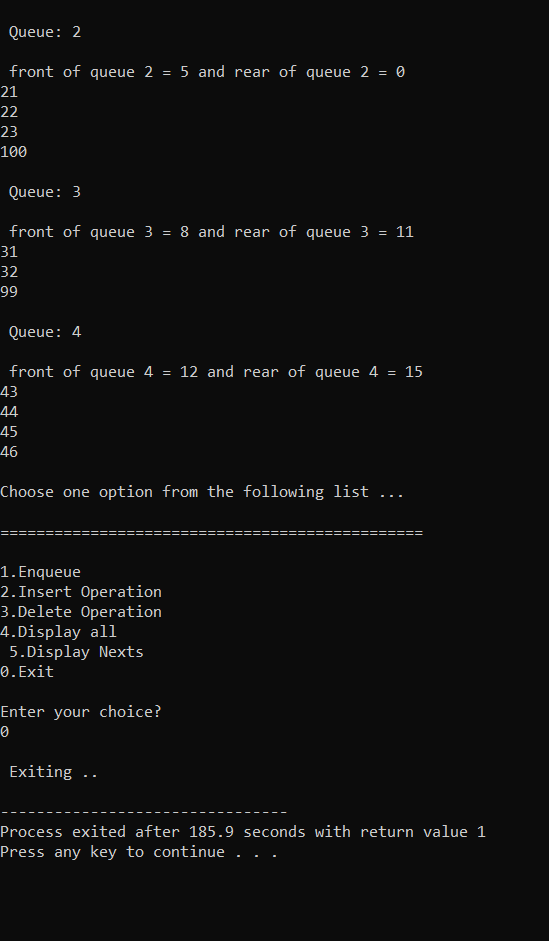 Queue: 2
front of queue 2 = 5 and rear of queue 2 = 0
21
22
23
100
Queue: 3
front of queue 3 = 8 and rear of queue 3 = 11
31
32
99
Queue: 4
front of queue 4 = 12 and rear of queue 4 = 15
43
44
45
46
Choose one option from the following list ...
===============================================
1.Enqueue
2.Insert Operation
3.Delete Operation
4.Display all
5.Display Nexts
0.Exit
Enter your choice?
0
Exiting ..
--------------------------------
Process exited after 185.9 seconds with return value 1
Press any key to continue . . .